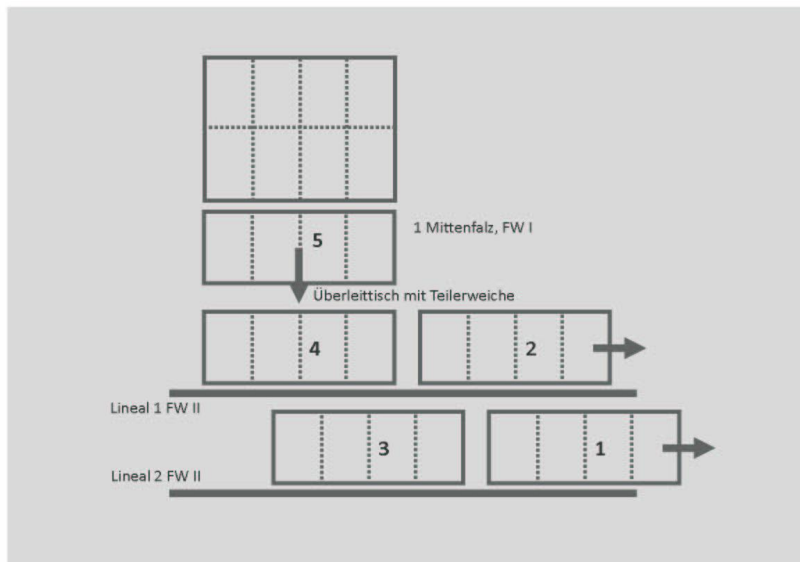 5
1 Mittenfalz, FW I
Überleittisch mit Teilerweiche
4
2
Lineal 1 FW II
3
1
Lineal 2 FW II